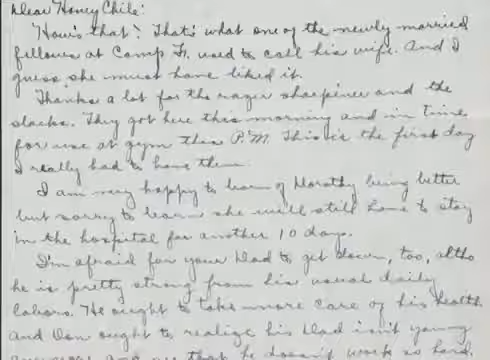 Dear Honey Chile:
"How's that? That's what one of the newly married
fellows at Camp Ft. used to call his wife. And I
guess she must have liked it.
Thanks a lot for the razer sharpener and the
slacks. They got here this morning and in time
for use at gym this P.M. This is the first day
I really had to have them.
I am very happy to learn of Dorothy being better
but sorry to learn she will still have to stay
in the hospital for another 10 days.
I'm afraid for your Dad to get down, too, altho
he is pretty strong from his usual daily
labors. He ought to take more care of his health
and Don ought to realize his Dad isn't young
anymore and see that he doesn't work so hard.